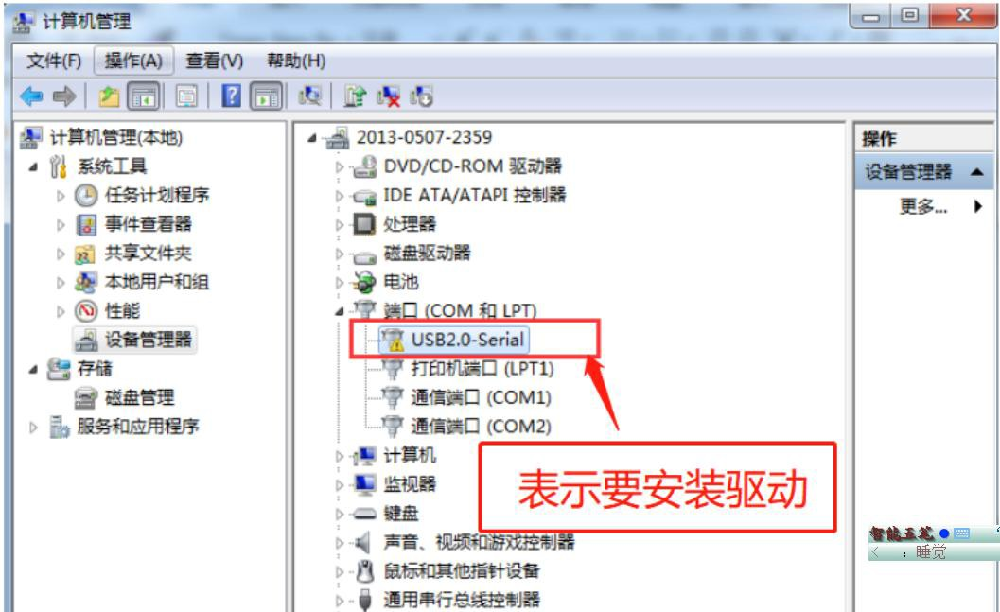 计算机管理
文件(F) 操作(A) 查看(V) 帮助(H)
计算机管理(本地)
系统工具
任务计划程序
事件查看器
共享文件夹
本地用户和组
性能
设备管理器
存储
磁盘管理
服务和应用程序
2013-0507-2359
DVD/CD-ROM 驱动器
IDE ATA/ATAPI 控制器
处理器
磁盘驱动器
电池
端口 (COM 和 LPT)
USB2.0-Serial
打印机端口 (LPT1)
通信端口 (COM1)
通信端口 (COM2)
计算机
监视器
键盘
声音、视频和游戏控制器
鼠标和其他指针设备
通用串行总线控制器
表示要安装驱动
操作
设备管理器
更多...
智能五笔
：睡觉